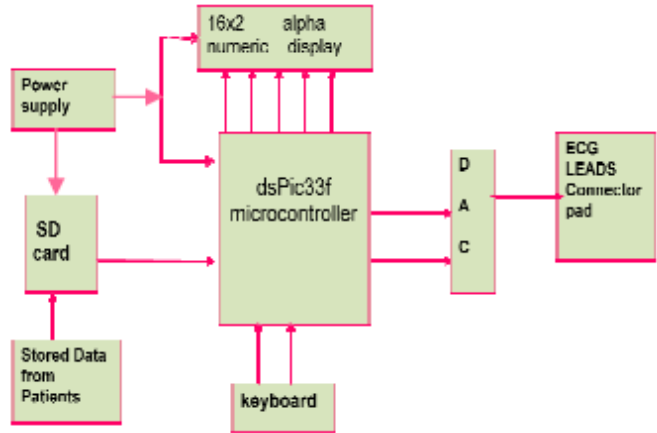 16x2 alpha
numeric display
Power
supply
dsPic33f
microcontroller
D
A
C
ECG
LEADS
Connector
pad
SD
card
Stored Data
from
Patients
keyboard